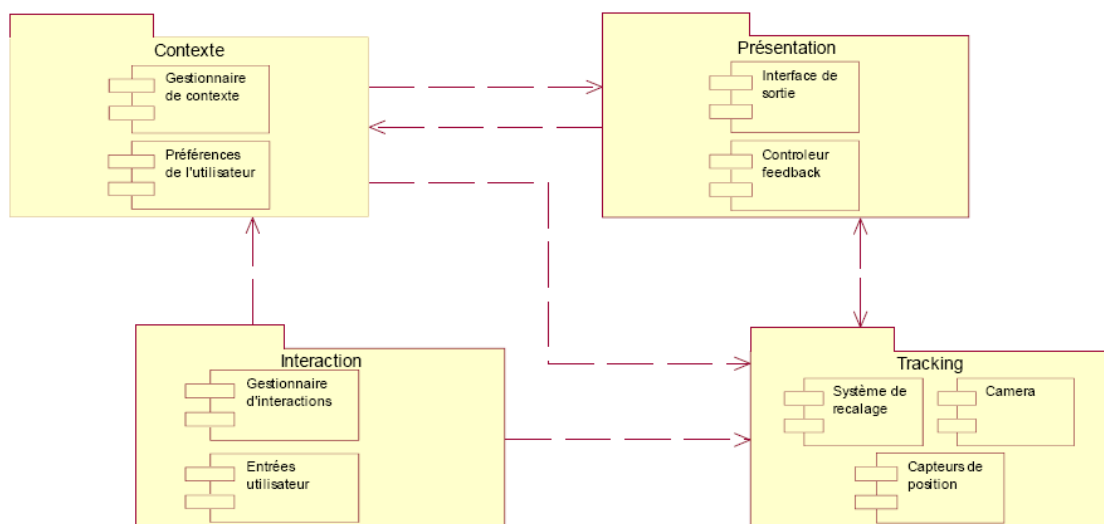 Contexte
Gestionnaire
de contexte
Préférences
de l'utilisateur
Présentation
Interface de
sortie
Controleur
feedback
Interaction
Gestionnaire
d'interactions
Entrées
utilisateur
Tracking
Système de
recalage
Camera
Capteurs de
position